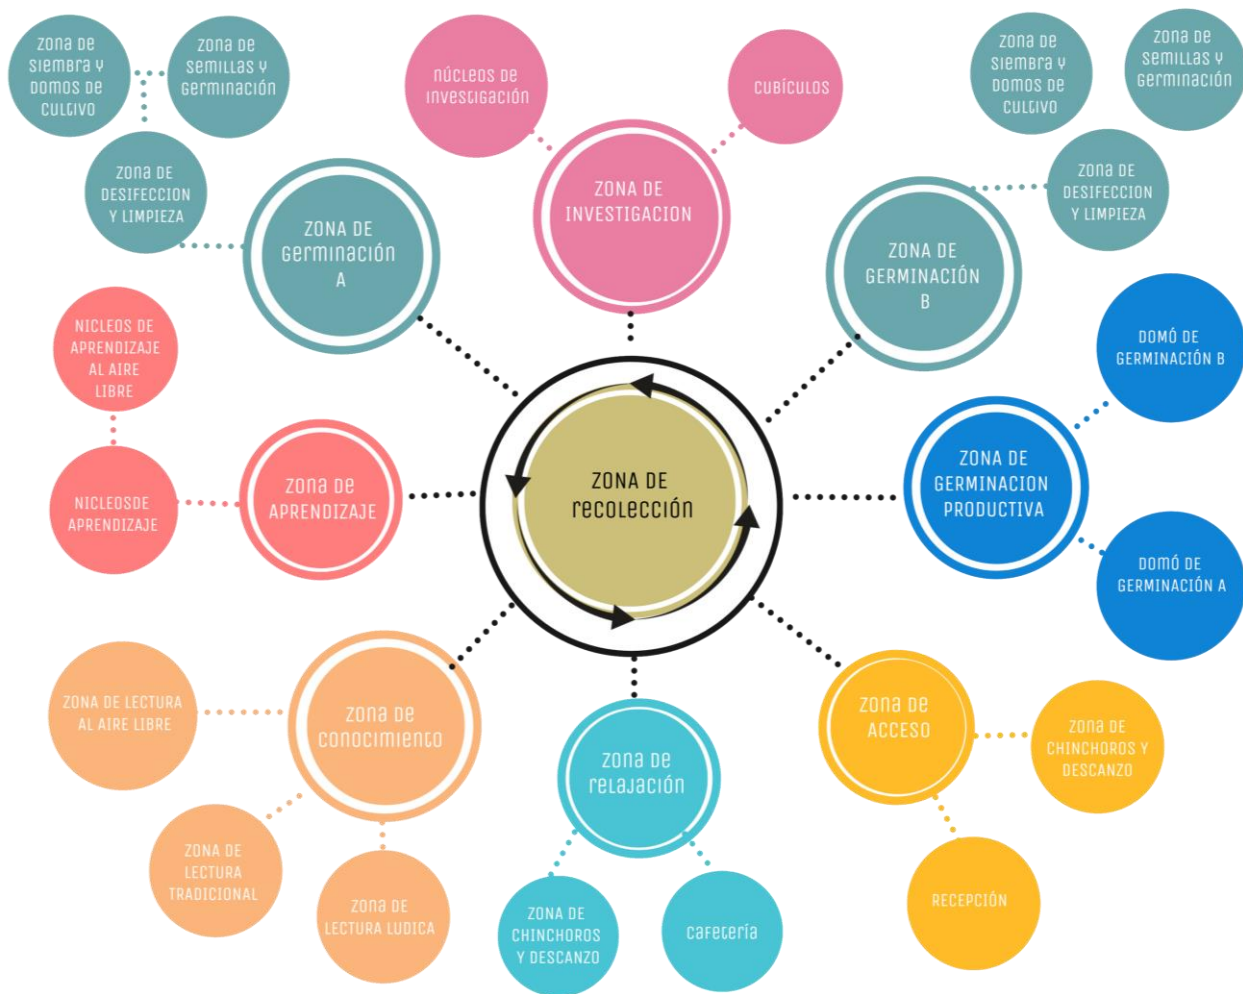 Zona de
siembra y
domos de
cultivo
Zona de
semillas y
germinación
Zona de
DESIFECCION
Y LIMPIEZA
ZONA DE
germinación
A
Núcleos de
investigación
CUBÍCULOS
ZONA DE
INVESTIGACION
Zona de
siembra y
domos de
cultivo
Zona de
semillas y
germinación
Zona de
DESIFECCION
Y LIMPIEZA
ZONA DE
GERMINACIÓN
B
NICLEOS DE
APRENDIZAJE
AL AIRE
LIBRE
NICLEOSDE
APRENDIZAJE
Zona de
APRENDIZAJE
ZONA DE
recolección
ZONA DE
GERMINACION
PRODUCTIVA
DOMÓ DE
GERMINACIÓN B
DOMÓ DE
GERMINACIÓN A
ZONA DE LECTURA
AL AIRE LIBRE
Zona de
conocimiento
ZONA DE
LECTURA
TRADICIONAL
Zona de
LECTURA LUDICA
Zona de
relajación
ZONA DE
CHINCHOROS
Y DESCANZO
cafetería
Zona de
ACCESO
Zona de
CHINCHOROS Y
DESCANZO
RECEPCIÓN